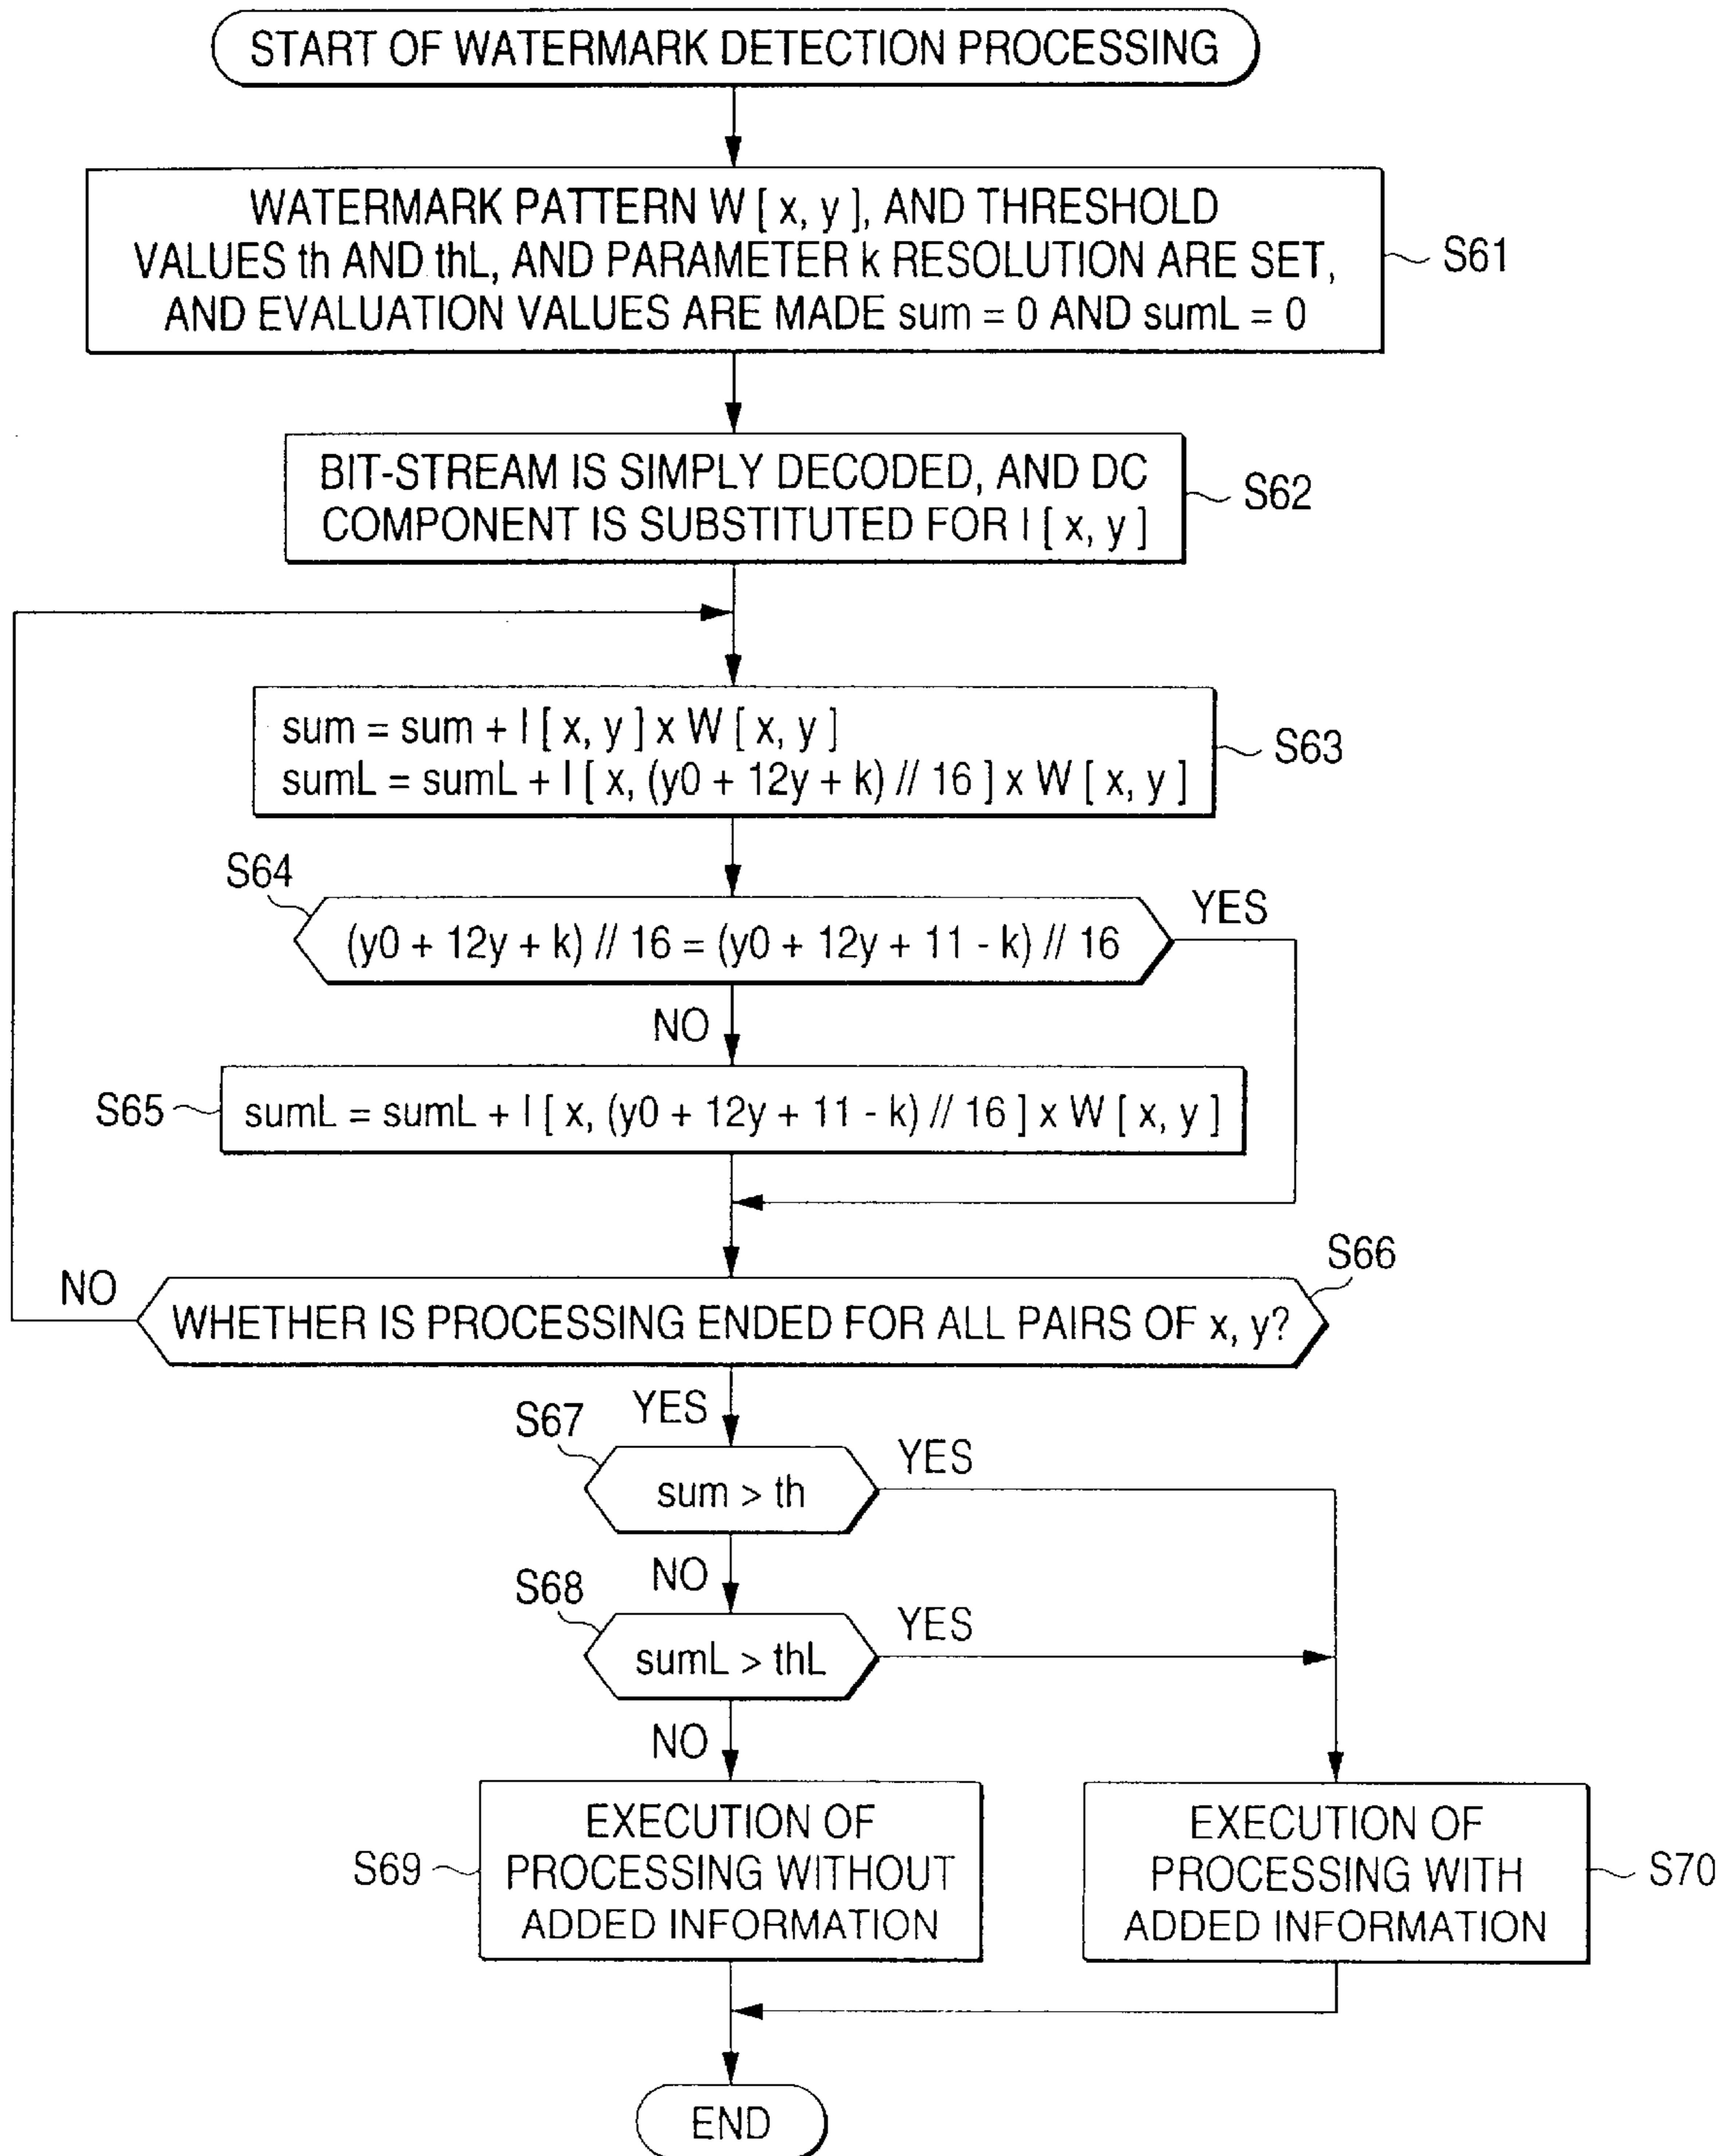 START OF WATERMARK DETECTION PROCESSING
WATERMARK PATTERN W [ x, y ], AND THRESHOLD
VALUES th AND thL, AND PARAMETER k RESOLUTION ARE SET,
AND EVALUATION VALUES ARE MADE sum = 0 AND sumL = 0
S61
BIT-STREAM IS SIMPLY DECODED, AND DC
COMPONENT IS SUBSTITUTED FOR I [ x, y ]
S62
sum = sum + I [ x, y ] x W [ x, y ]
sumL = sumL + I [ x, (y0 + 12y + k) // 16 ] x W [ x, y ]
S63
S64
(y0 + 12y + k) // 16 = (y0 + 12y + 11 - k) // 16
YES
NO
S65
sumL = sumL + I [ x, (y0 + 12y + 11 - k) // 16 ] x W [ x, y ]
S66
NO
WHETHER IS PROCESSING ENDED FOR ALL PAIRS OF x, y?
YES
S67
sum > th
YES
NO
S68
sumL > thL
YES
NO
S69
EXECUTION OF
PROCESSING WITHOUT
ADDED INFORMATION
EXECUTION OF
PROCESSING WITH
ADDED INFORMATION
S70
END